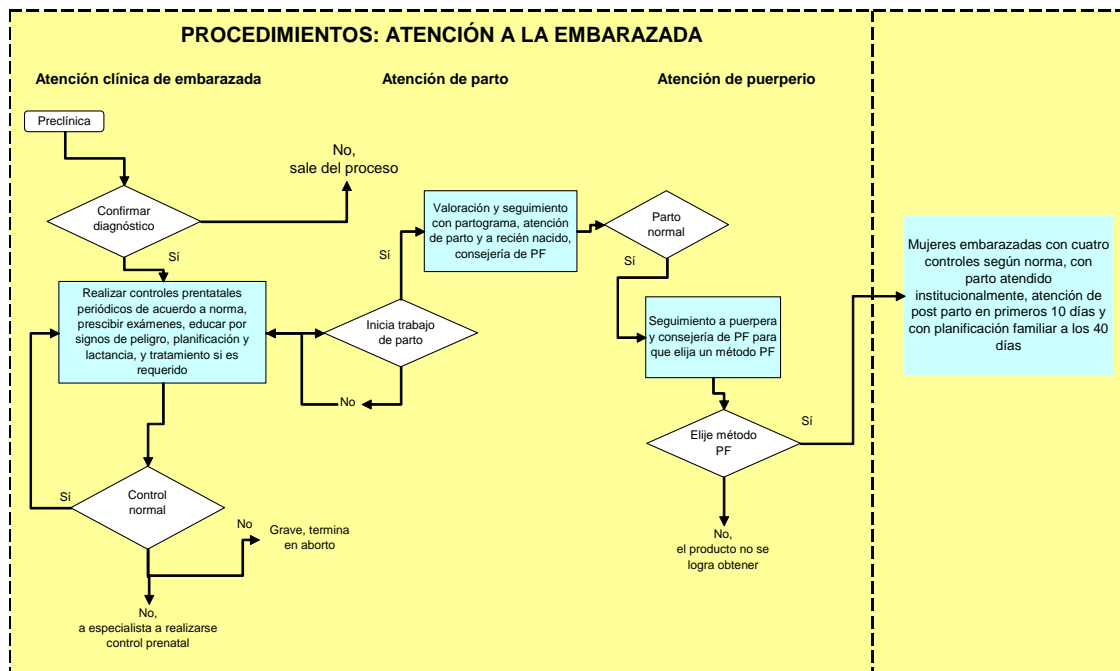 PROCEDIMIENTOS: ATENCIÓN A LA EMBARAZADA
Atención clínica de embarazada
Atención de parto
Atención de puerperio
Preclínica
No,
sale del proceso
Confirmar
diagnóstico
Sí
Realizar controles prentatales
periódicos de acuerdo a norma,
prescibir exámenes, educar por
signos de peligro, planificación y
lactancia, y tratamiento si es
requerido
Sí
Control
normal
No
Grave, termina
en aborto
No,
a especialista a realizarse
control prenatal
Inicia trabajo
de parto
No
Sí
Valoración y seguimiento
con partograma, atención
de parto y a recién nacido,
consejería de PF
Parto
normal
Sí
Seguimiento a puerpera
y consejería de PF para
que elija un método PF
Elije método
PF
Sí
No,
el producto no se
logra obtener
Mujeres embarazadas con cuatro
controles según norma, con
parto atendido
institucionalmente, atención de
post parto en primeros 10 días y
con planificación familiar a los 40
días